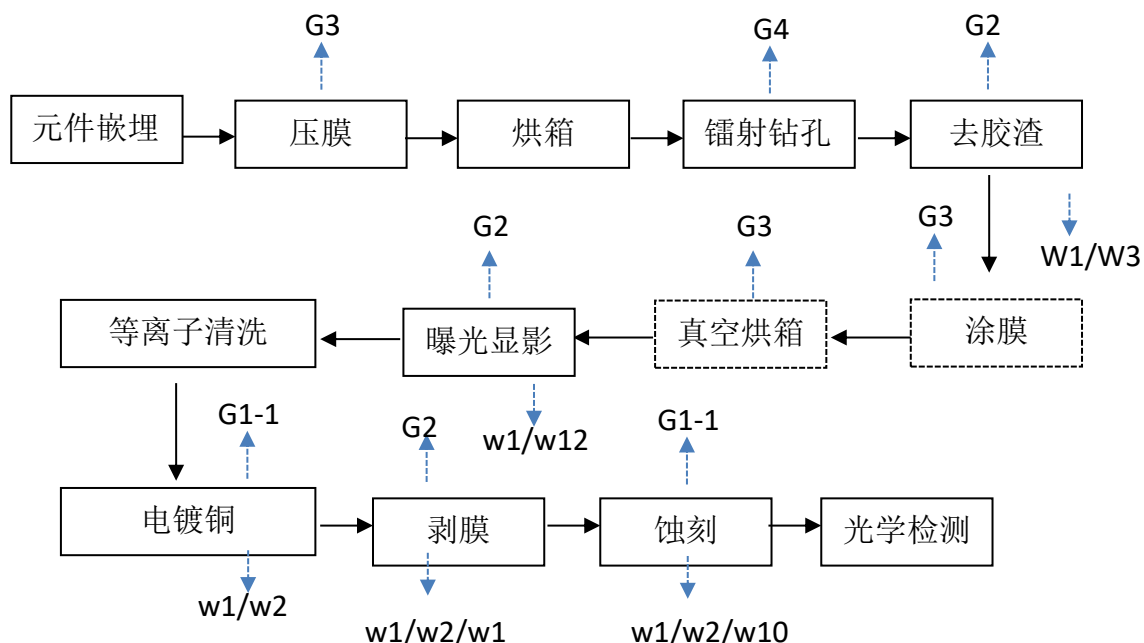 G3
G4
G2
元件嵌埋
压膜
烘箱
镭射钻孔
去胶渣
G2
G3
G3
W1/W3
等离子清洗
曝光显影
真空烘箱
涂膜
w1/w12
G1-1
G2
G1-1
电镀铜
剥膜
蚀刻
光学检测
w1/w2
w1/w2/w1
w1/w2/w10